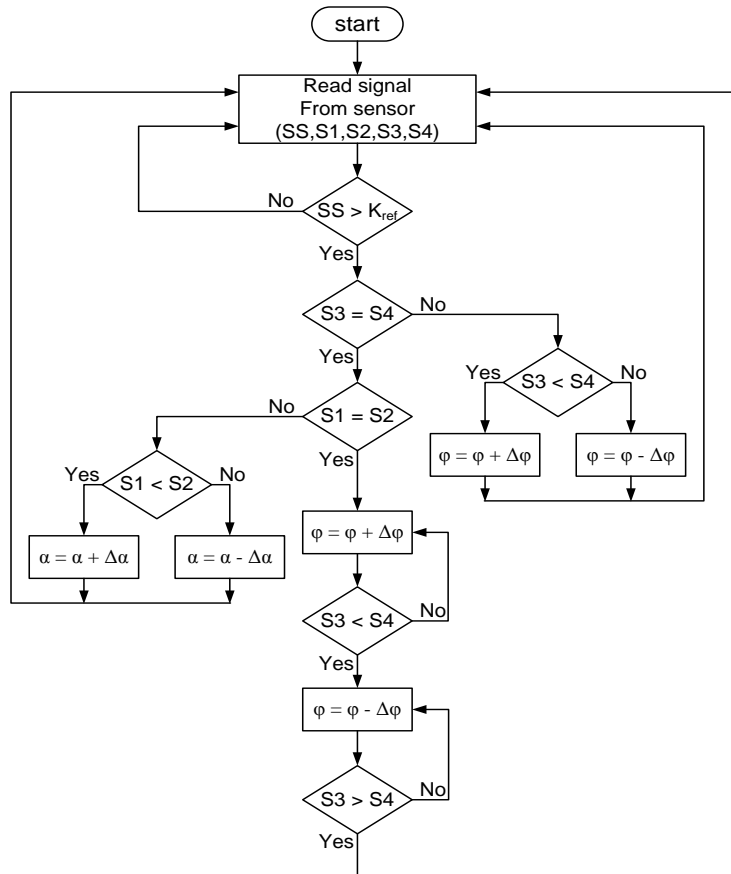 start
Read signal
From sensor
(SS,S1,S2,S3,S4)
No
SS > Kref
Yes
S3 = S4
No
Yes
Yes
S3 < S4
No
No
S1 = S2
Yes
φ = φ + Δφ
φ = φ - Δφ
Yes
S1 < S2
No
φ = φ + Δφ
α = α + Δα
α = α - Δα
S3 < S4
No
Yes
φ = φ - Δφ
S3 > S4
No
Yes